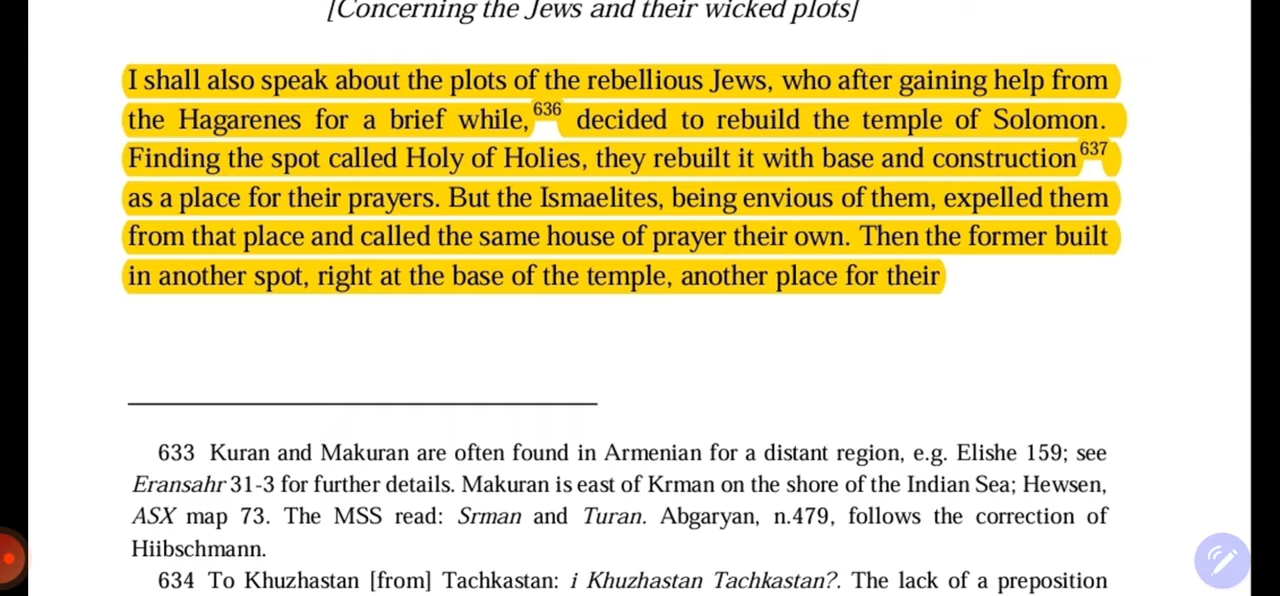 [Concerning the Jews and their wicked plots]
I shall also speak about the plots of the rebellious Jews, who after gaining help from
the Hagarenes for a brief while,636 decided to rebuild the temple of Solomon.
Finding the spot called Holy of Holies, they rebuilt it with base and construction637
as a place for their prayers. But the Ismaelites, being envious of them, expelled them
from that place and called the same house of prayer their own. Then the former built
in another spot, right at the base of the temple, another place for their
633 Kuran and Makuran are often found in Armenian for a distant region, e.g. Elishe 159; see
Eransahr 31-3 for further details. Makuran is east of Krman on the shore of the Indian Sea; Hewsen,
ASX map 73. The MSS read: Srman and Turan. Abgaryan, n.479, follows the correction of
Hiibschmann.
634 To Khuzhastan [from] Tachkastan: i Khuzhastan Tachkastan?. The lack of a preposition